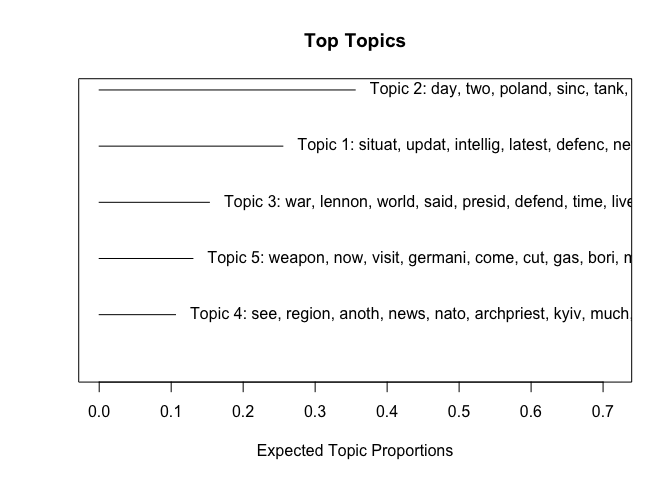 Top Topics
Topic 2: day, two, poland, sinc, tank,
Topic 1: situat, updat, intellig, latest, defenc, ne
Topic 3: war, lennon, world, said, presid, defend, time, live
Topic 5: weapon, now, visit, germani, come, cut, gas, bori,
Topic 4: see, region, anoth, news, nato, archpriest, kyiv, much,
0.0 0.1 0.2 0.3 0.4 0.5 0.6 0.7
Expected Topic Proportions